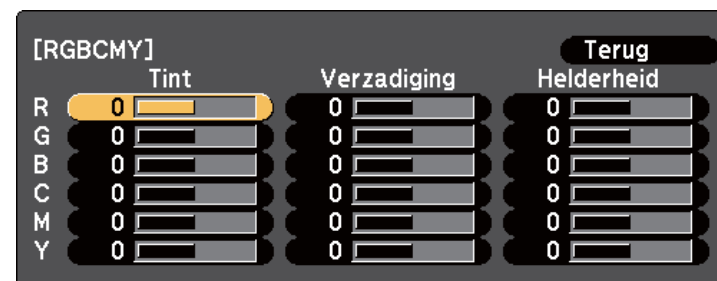 [RGBCMY] Terug
Tint Verzadiging Helderheid
R 0 0 0
G 0 0 0
B 0 0 0
C 0 0 0
M 0 0 0
Y 0 0 0